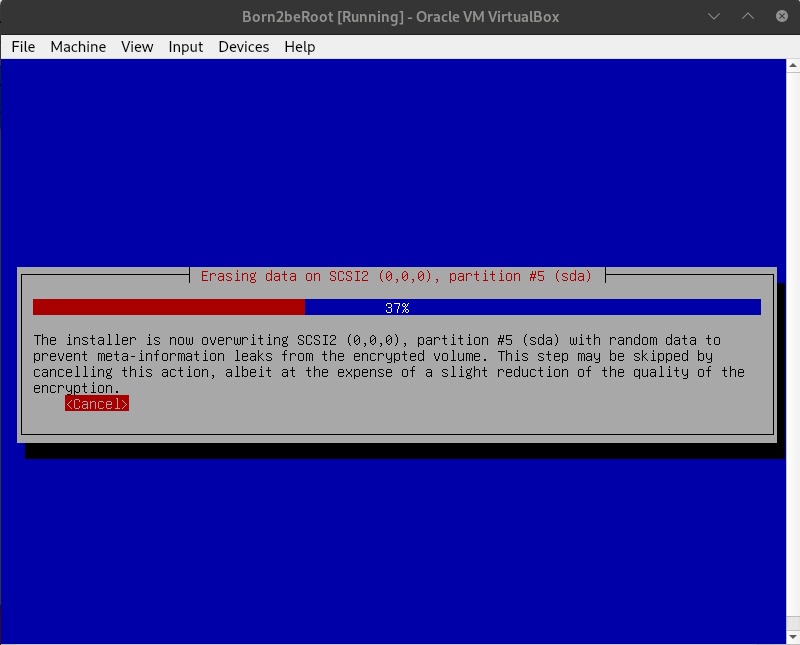 Born2beRoot [Running] - Oracle VM VirtualBox
File Machine View Input Devices Help
Erasing data on SCSI2 (0,0,0), partition #5 (sda)
37%
The installer is now overwriting SCSI2 (0,0,0), partition #5 (sda) with random data to
prevent meta-information leaks from the encrypted volume. This step may be skipped by
cancelling this action, albeit at the expense of a slight reduction of the quality of the
encryption.
<Cancel>